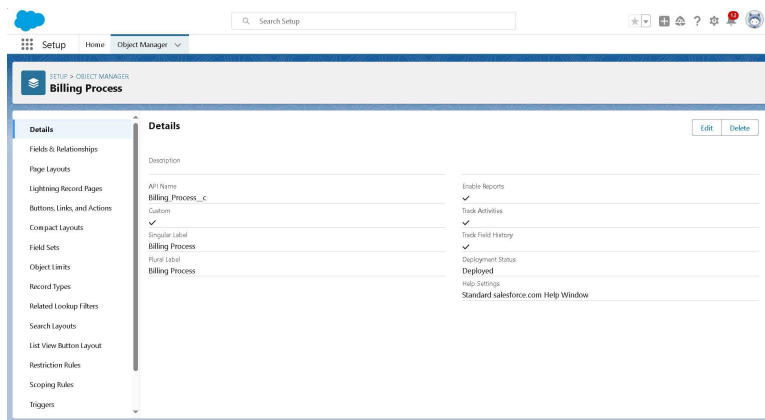 Search Setup
12
Setup
Home
Object Manager
SETUP > OBJECT MANAGER
Billing Process
Details
Fields & Relationships
Page Layouts
Lightning Record Pages
Buttons, Links, and Actions
Compact Layouts
Field Sets
Object Limits
Record Types
Related Lookup Filters
Search Layouts
List View Button Layout
Restriction Rules
Scoping Rules
Triggers
Details
Edit
Delete
Description
API Name
Billing_Process__c
Custom
Singular Label
Billing Process
Plural Label
Billing Process
Enable Reports
Track Activities
Track Field History
Deployment Status
Deployed
Help Settings
Standard salesforce.com Help Window